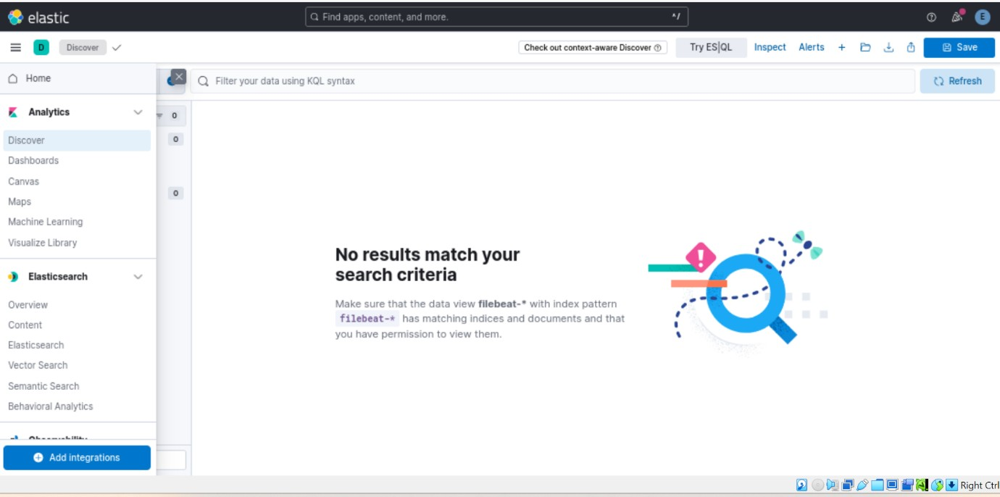 elastic
Find apps, content, and more.
^/
E
D
Discover
Check out context-aware Discover
Try ES|QL
Inspect
Alerts
Save
Home
Filter your data using KQL syntax
Refresh
Analytics
0
Discover
0
Dashboards
Canvas
0
Maps
Machine Learning
Visualize Library
No results match your
search criteria
Elasticsearch
Make sure that the data view filebeat-* with index pattern
filebeat-* has matching indices and documents and that
you have permission to view them.
Overview
Content
Elasticsearch
Vector Search
Semantic Search
Behavioral Analytics
Observability
Add integrations
Right Ctrl